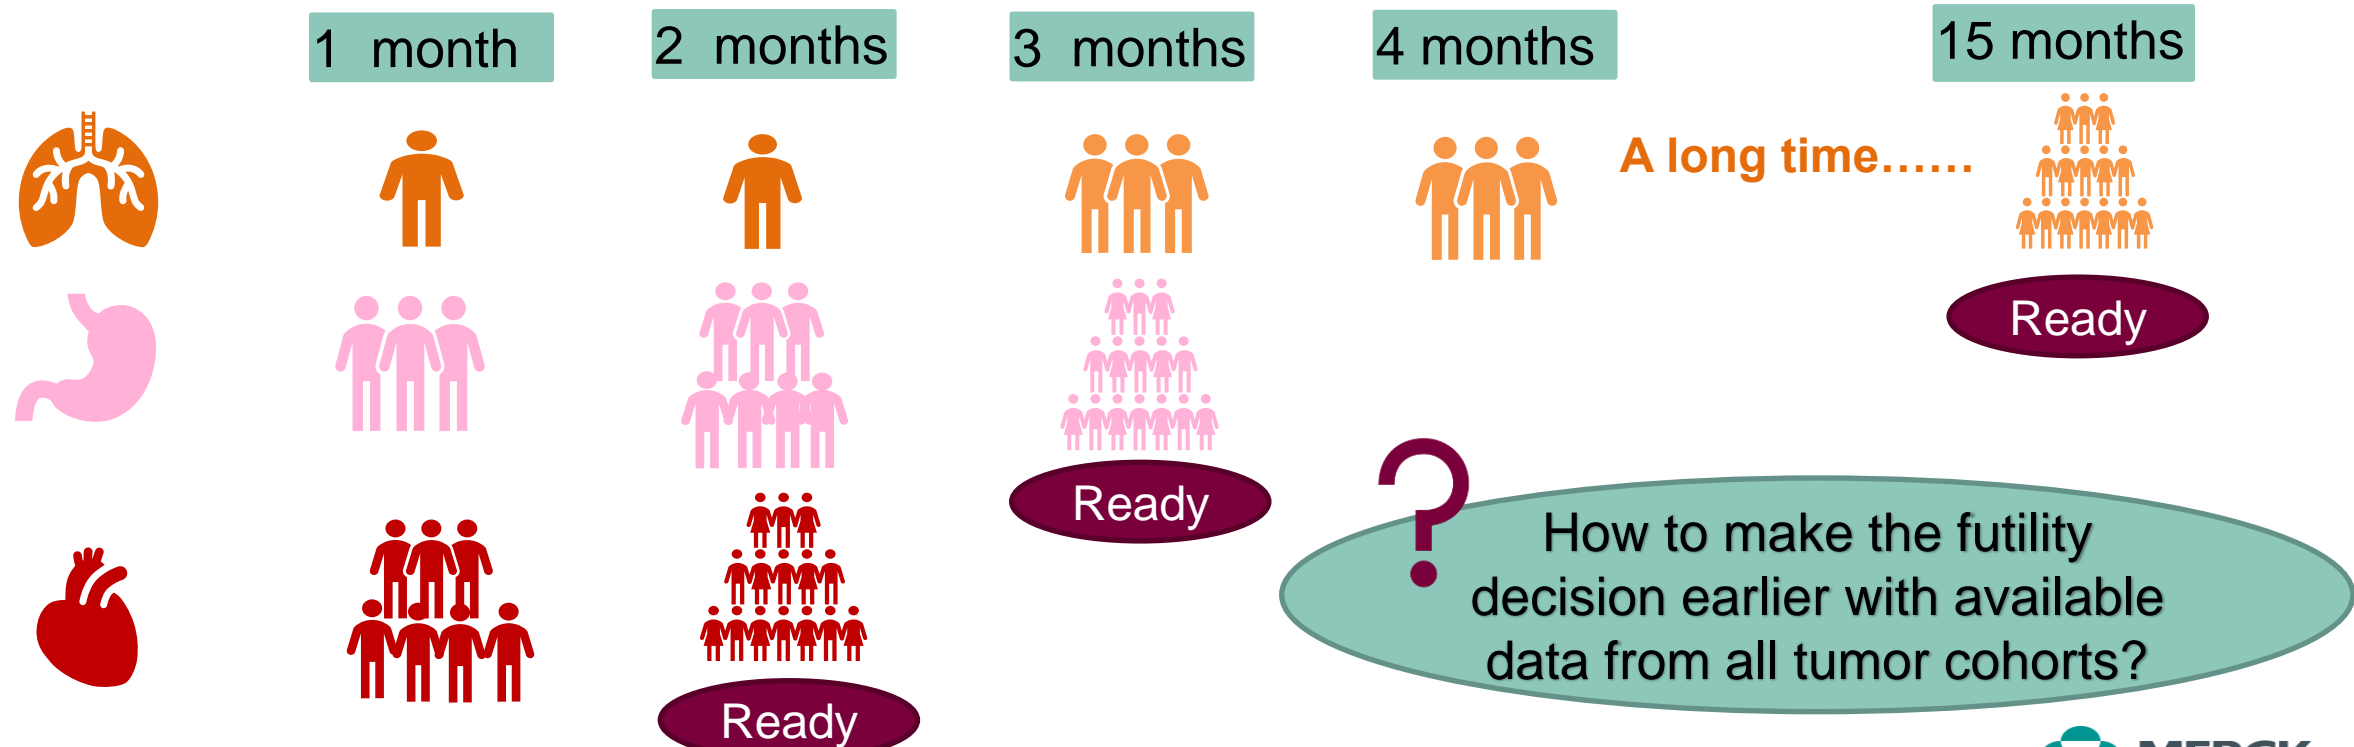 1 month
2 months
3 months
4 months
15 months
A long time......
Ready
Ready
Ready
?
How to make the futility
decision earlier with available
data from all tumor cohorts?
MERCK